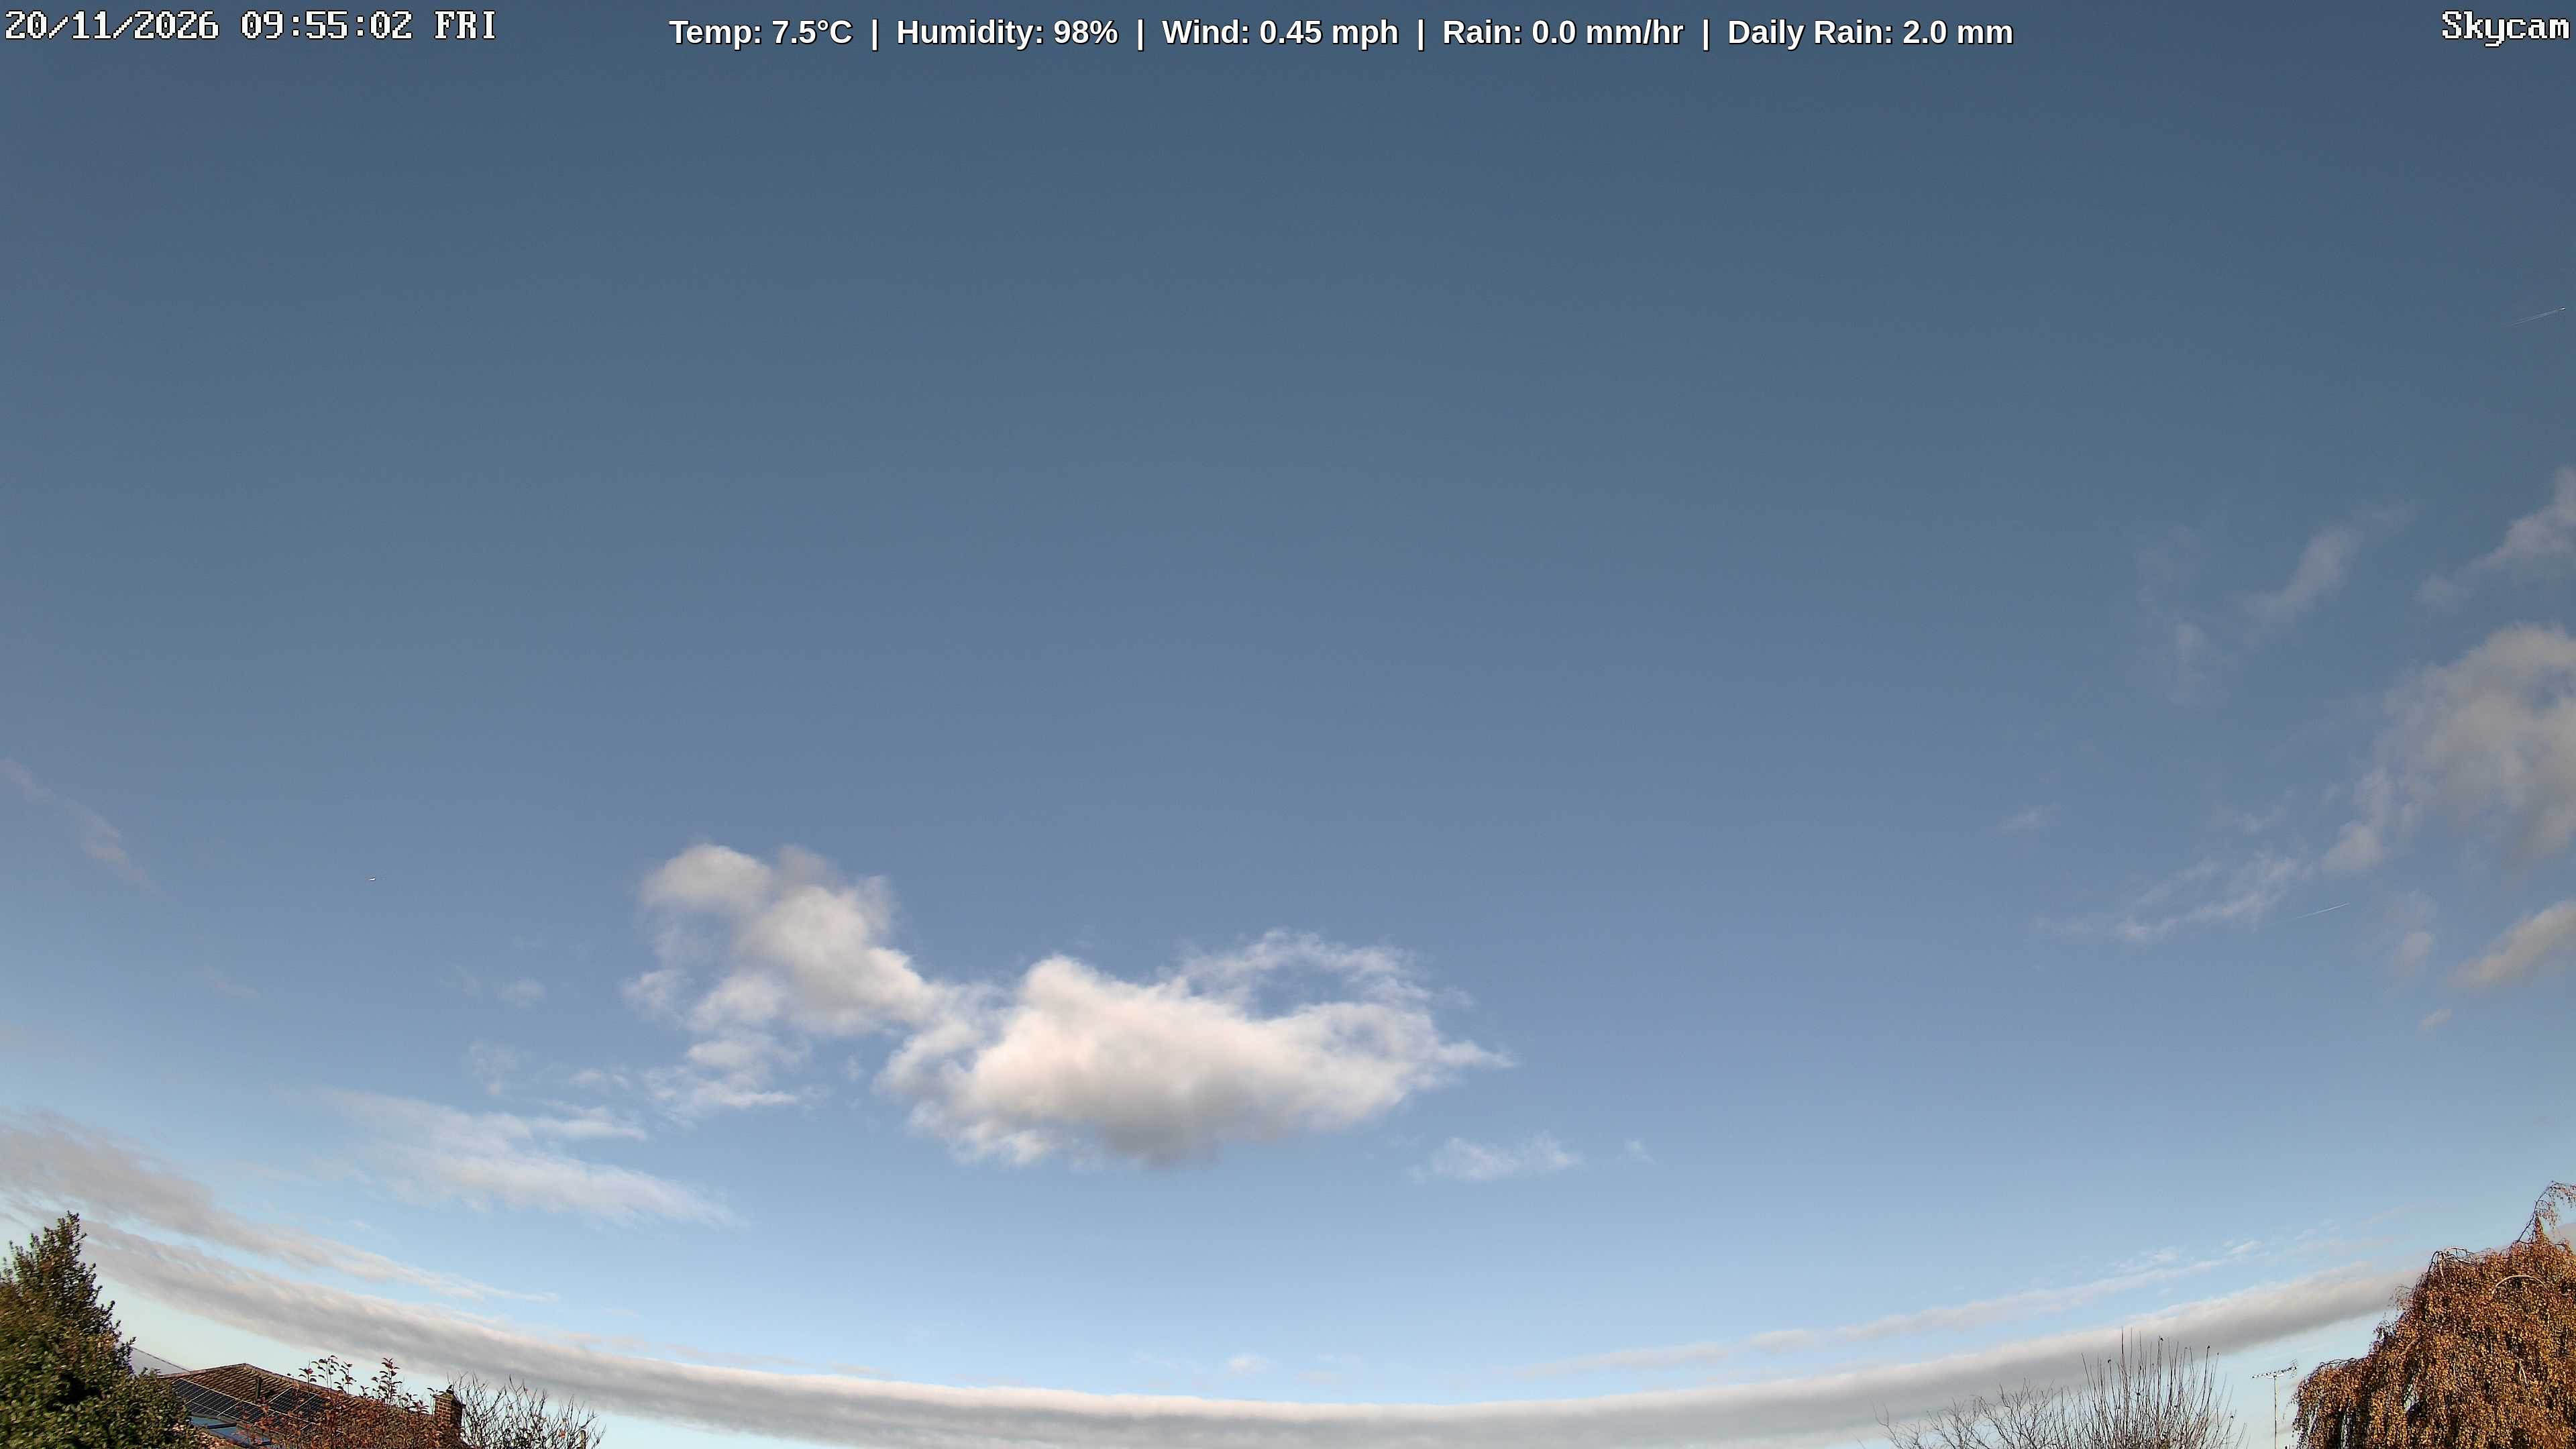 20/11/2026 09:55:02 FRI
Temp: 7.5°C | Humidity: 98% | Wind: 0.45 mph | Rain: 0.0 mm/hr | Daily Rain: 2.0 mm
Skycam